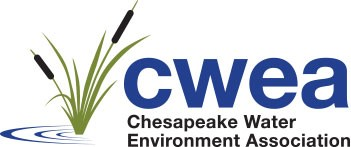 cwea
Chesapeake Water
Environment Association